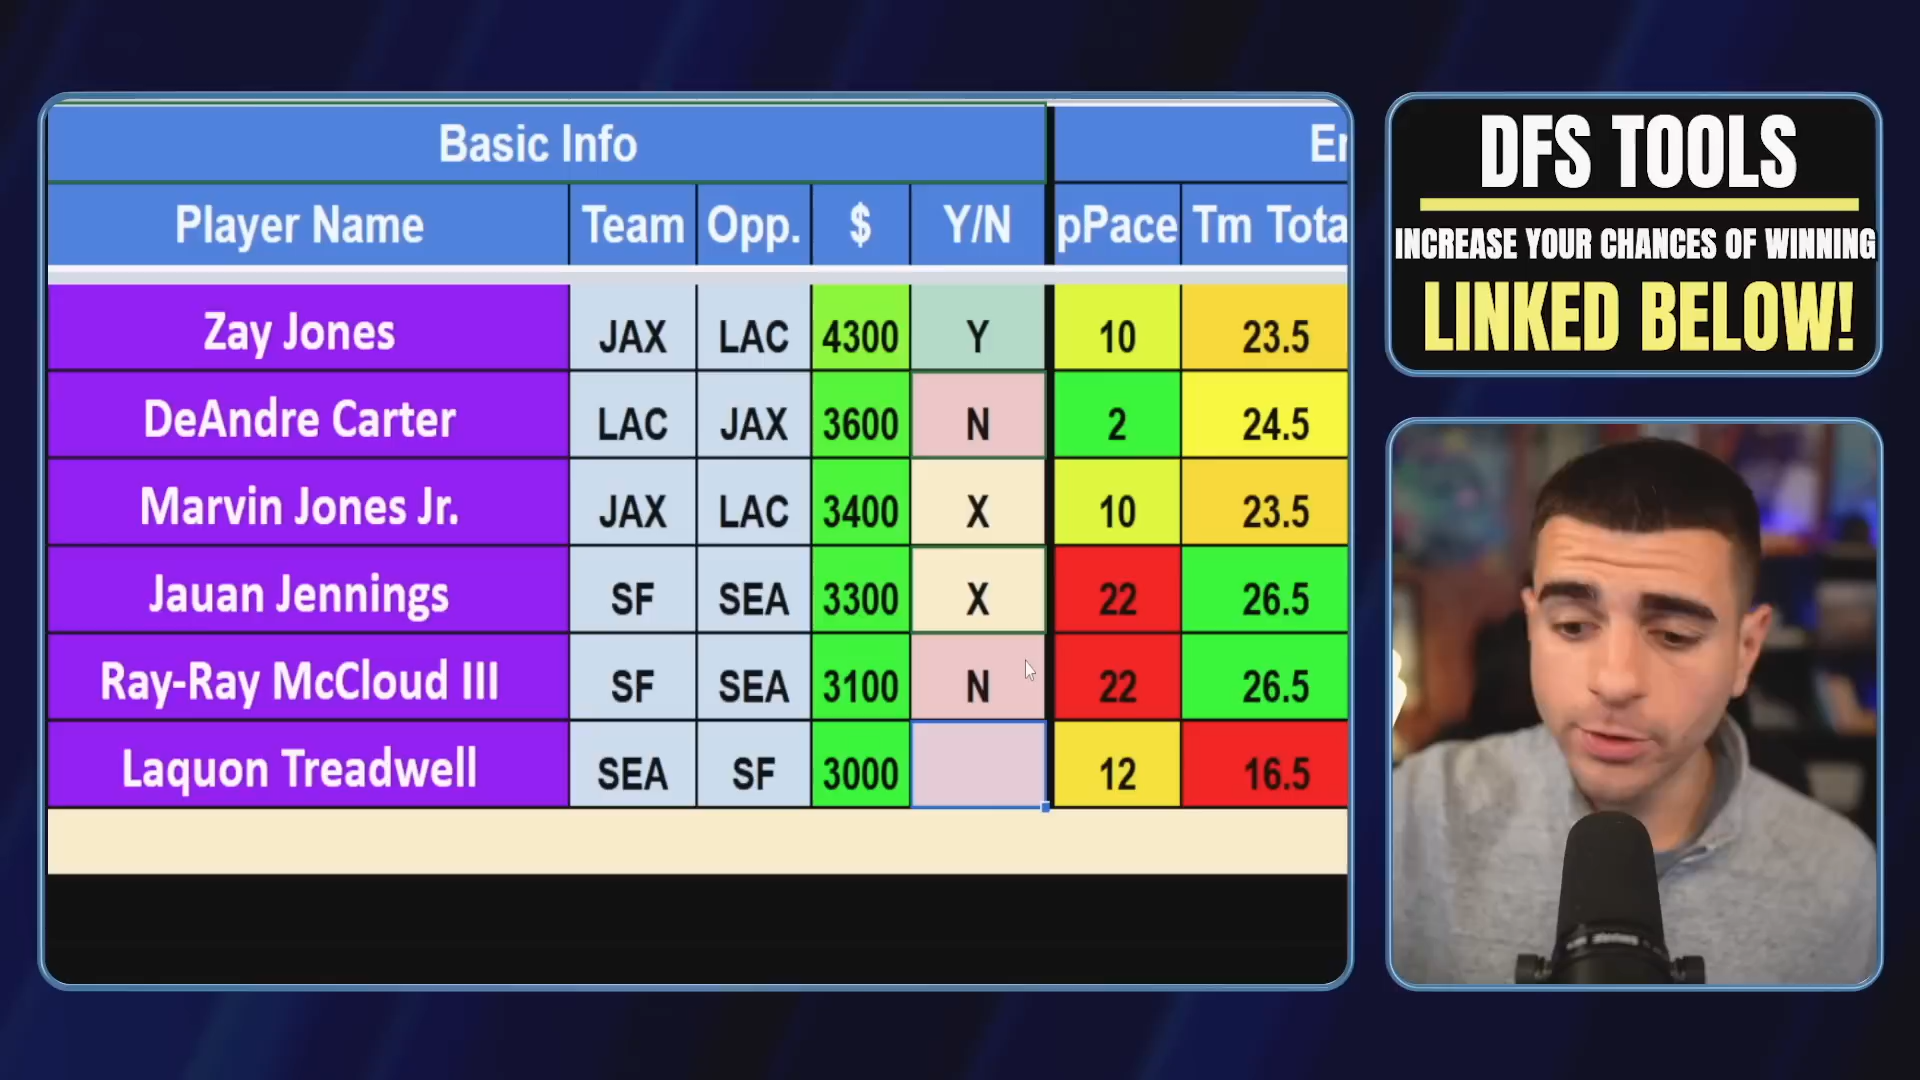 Basic Info
Player Name Team Opp. $ Y/N pPace Tm Tota
Zay Jones JAX LAC 4300 Y 10 23.5
DeAndre Carter LAC JAX 3600 N 2 24.5
Marvin Jones Jr. JAX LAC 3400 X 10 23.5
Jauan Jennings SF SEA 3300 X 22 26.5
Ray-Ray McCloud III SF SEA 3100 N 22 26.5
Laquon Treadwell SEA SF 3000 12 16.5
DFS TOOLS
INCREASE YOUR CHANCES OF WINNING
LINKED BELOW!